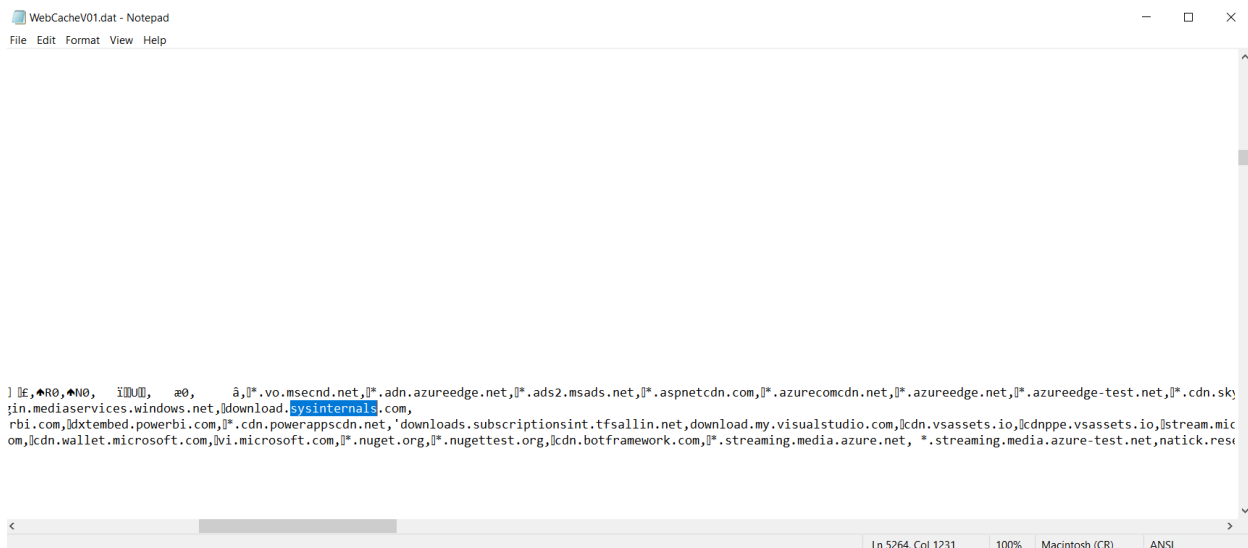 WebCacheV01.dat - Notepad
File Edit Format View Help
£,♠R0,♠N0, ï U , æ0, â, *.vo.msecnd.net, *.adn.azureedge.net, *.ads2.msads.net, *.aspnetcdn.com, *.azurecomcdn.net, *.azureedge.net, *.azureedge-test.net, *.cdn.sky
gin.mediaservices.windows.net, download.sysinternals.com,
rbi.com, dxtembed.powerbi.com, *.cdn.powerappscdn.net,'downloads.subscriptionsint.tfsallin.net,download.my.visualstudio.com, cdn.vsassets.io, cdnppe.vsassets.io, stream.mic
om, cdn.wallet.microsoft.com, vi.microsoft.com, *.nuget.org, *.nugettest.org, cdn.botframework.com, *.streaming.media.azure.net, *.streaming.media.azure-test.net,natick.rese
Ln 5264, Col 1231 100% Macintosh (CR) ANSI